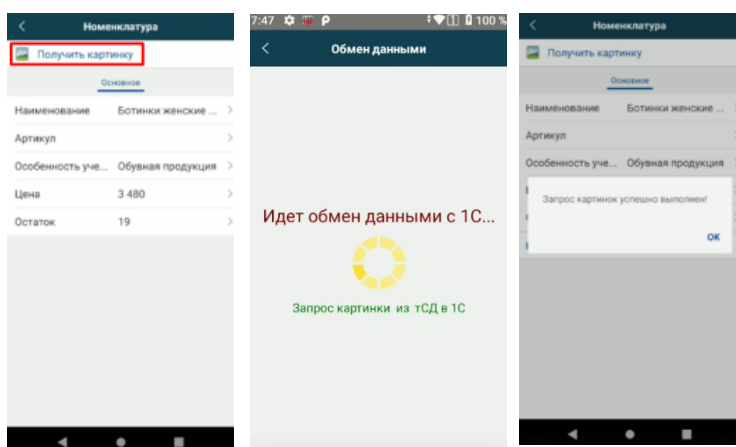 Номенклатура
Получить картинку
Основное
Наименование Ботинки женские ...
Артикул
Особенность уче... Обувная продукция
Цена 3 480
Остаток 19
7:47 P 100 %
Обмен данными
Идет обмен данными с 1С...
Запрос картинки из тСД в 1С
Номенклатура
Получить картинку
Основное
Наименование Ботинки женские ...
Артикул
Особенность уче... Обувная продукция
Запрос картинок успешно выполнен!
ОК